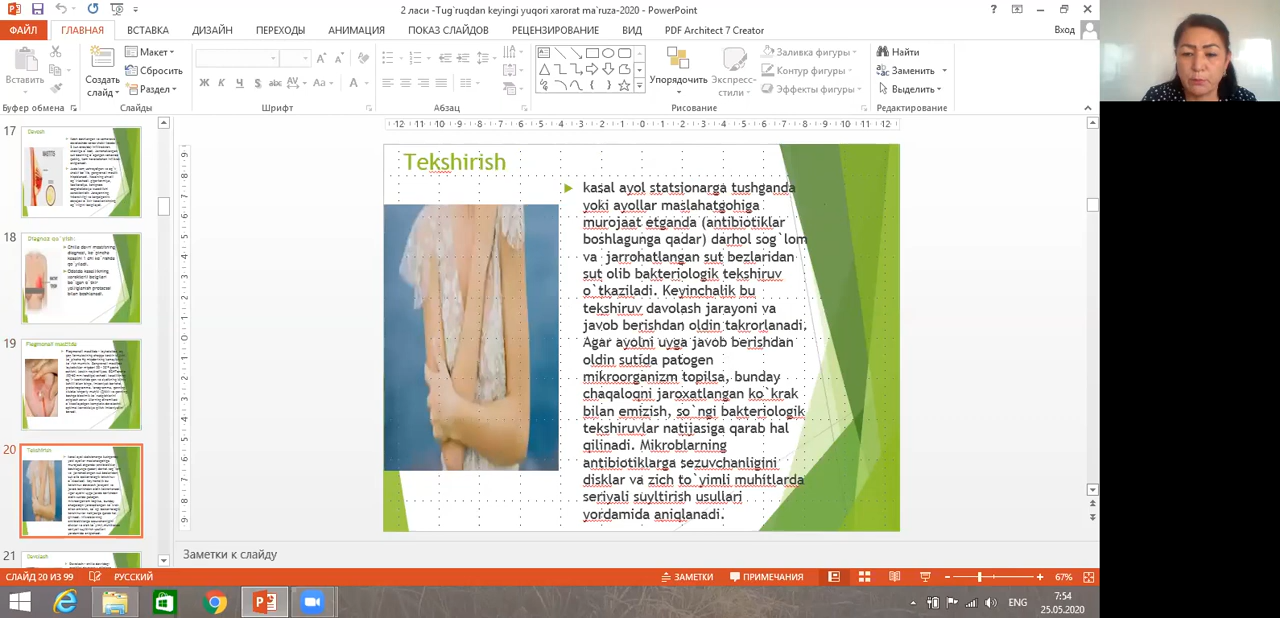 2 ласи -Tug`ruqdan keyingi yuqori xarorat ma`ruza-2020 - PowerPoint
ФАЙЛ ГЛАВНАЯ ВСТАВКА ДИЗАЙН ПЕРЕХОДЫ АНИМАЦИЯ ПОКАЗ СЛАЙДОВ РЕЦЕНЗИРОВАНИЕ ВИД PDF Architect 7 Creator Вход
Вставить
Создать слайд
Макет
Сбросить
Раздел
Упорядочить
Экспресс-стили
Заливка фигуры
Контур фигуры
Эффекты фигуры
Найти
Заменить
Выделить
Буфер обмена Слайды Шрифт Абзац Рисование Редактирование
17
18
19
Flegmonali mastitda
20
Tekshirish
21
Davolash
Tekshirish
kasal ayol statsionarga tushganda
yoki ayollar maslahatgohiga
murojaat etganda (antibiotiklar
boshlagunga qadar) darhol sog`lom
va jarrohatlangan sut bezlaridan
sut olib bakteriologik tekshiruv
o`tkaziladi. Keyinchalik bu
tekshiruv davolash jarayoni va
javob berishdan oldin takrorlanadi.
Agar ayolni uyga javob berishdan
oldin sutida patogen
mikroorganizm topilsa, bunday
chaqaloqni jaroxatlangan ko`krak
bilan emizish, so`ngi bakteriologik
tekshiruvlar natijasiga qarab hal
qilinadi. Mikroblarning
antibiotiklarga sezuvchanligini
disklar va zich to`yimli muhitlarda
seriyali suyltirish usullari
yordamida aniqlanadi.
Заметки к слайду
СЛАЙД 20 ИЗ 99 РУССКИЙ ЗАМЕТКИ ПРИМЕЧАНИЯ 67%
ENG
7:54
25.05.2020